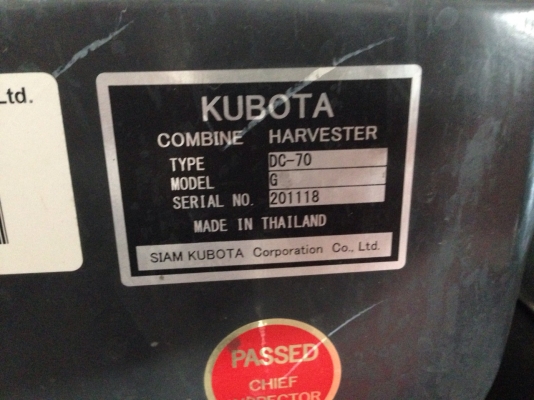 Ltd.
KUBOTA
COMBINE HARVESTER
TYPE DC-70
MODEL G
SERIAL NO. 201118
MADE IN THAILAND
SIAM KUBOTA Corporation Co., Ltd.
PASSED
CHIEF